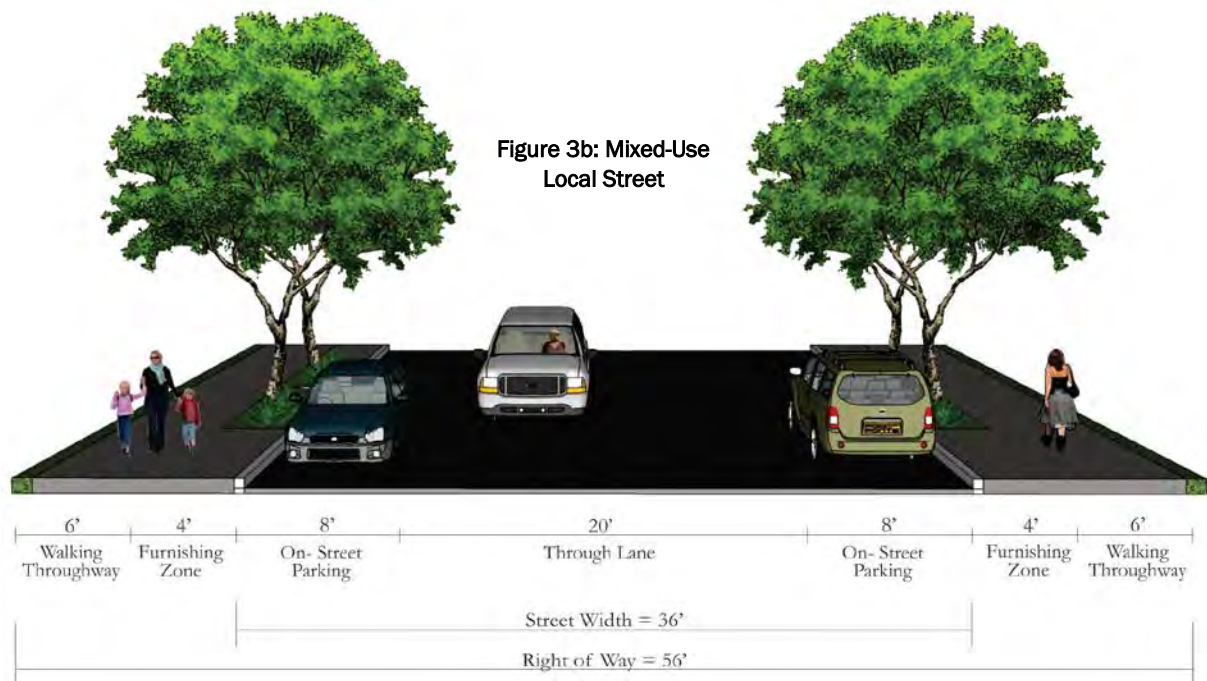 Figure 3b: Mixed-Use
Local Street
6’ 4’ 8’ 20’ 8’ 4’ 6’
Walking Furnishing On- Street Through Lane On- Street Furnishing Walking
Throughway Zone Parking Parking Zone Throughway
Street Width = 36’
Right of Way = 56’